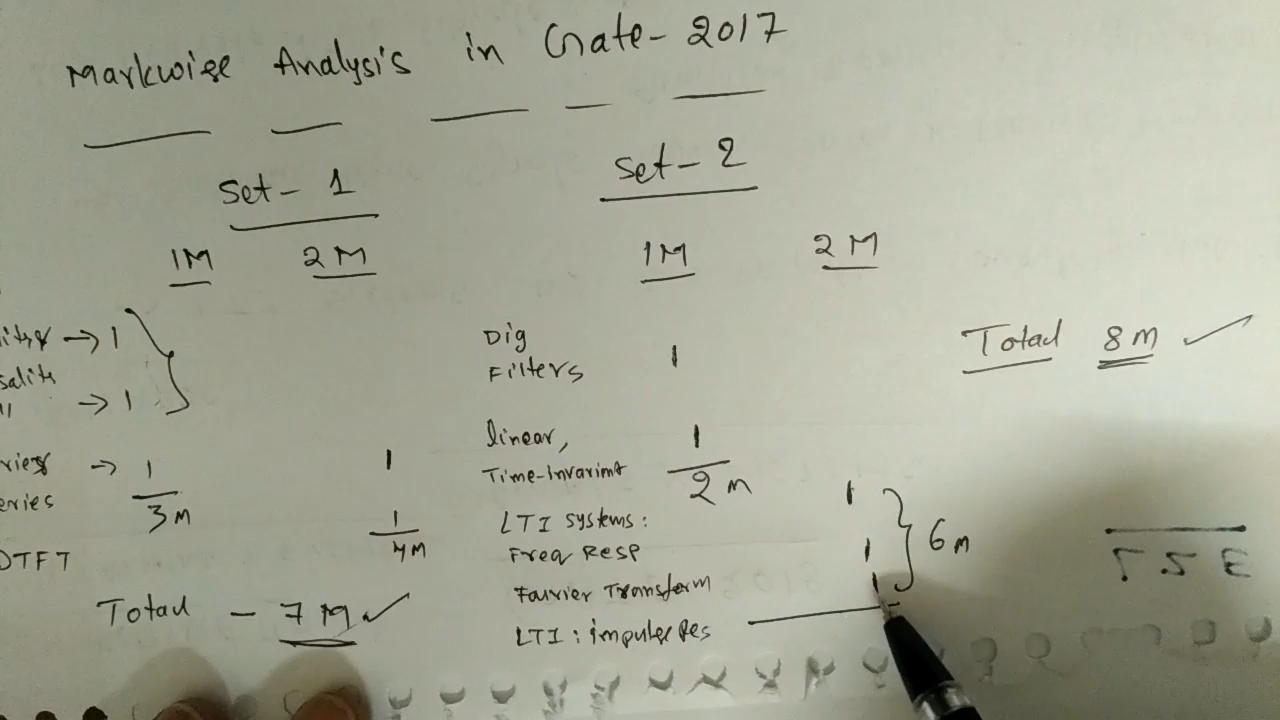 Markwise Analysis in Gate-2017
Set-1
Set-2
1M 2M
1M 2M
→ 1
→ 1
→ 1
3M
1
1
4M
DTFT
Total - 7M ✓
Dig
Filters 1
linear, 1
Time-Invariant 2M
LTI systems: 1
Freq Resp 1
Fourier Transform 1
LTI: impulse Res
6M
Total 8M ✓